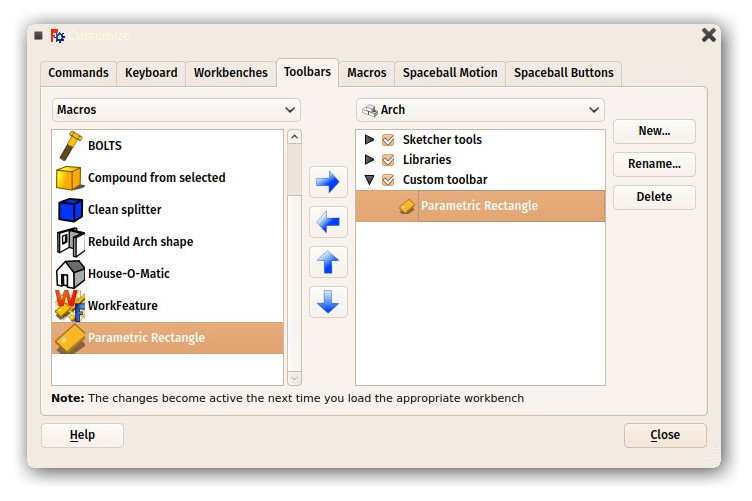 Customize
Commands Keyboard Workbenches Toolbars Macros Spaceball Motion Spaceball Buttons
Macros
BOLTS
Compound from selected
Clean splitter
Rebuild Arch shape
House-O-Matic
WorkFeature
Parametric Rectangle
Arch
Sketcher tools
Libraries
Custom toolbar
Parametric Rectangle
New...
Rename...
Delete
Note: The changes become active the next time you load the appropriate workbench
Help
Close